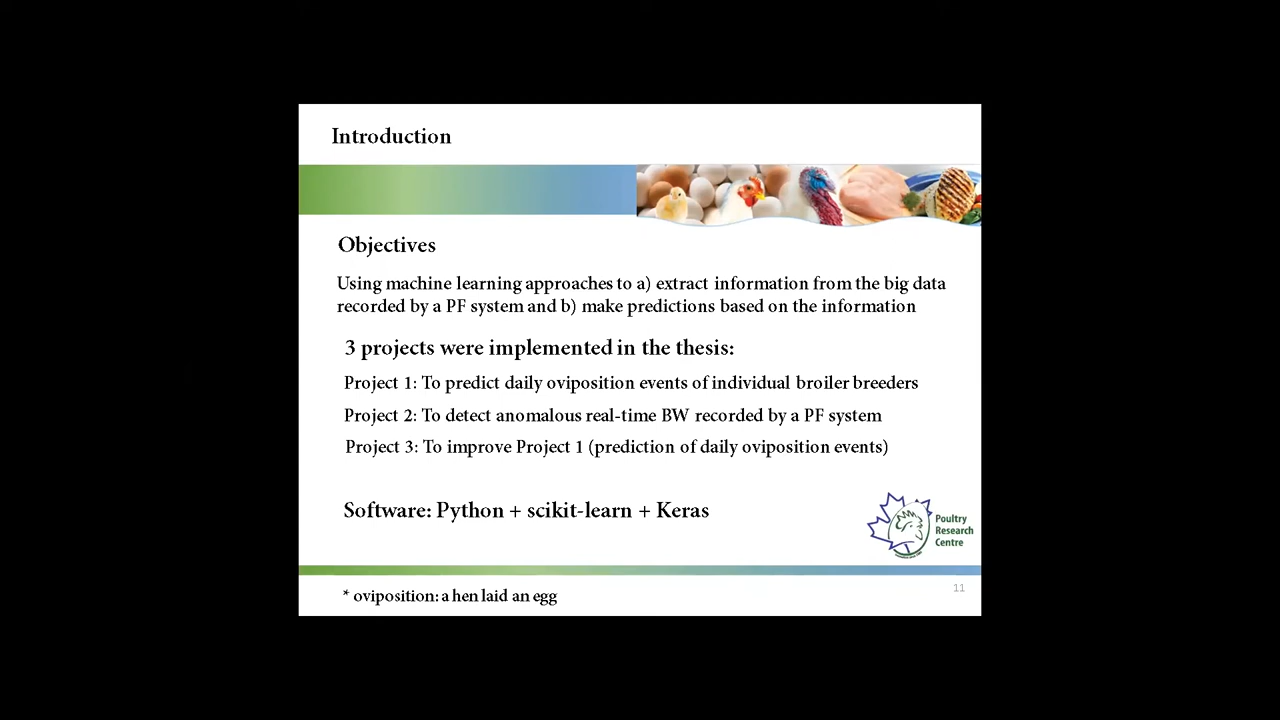 Introduction
Objectives
Using machine learning approaches to a) extract information from the big data
recorded by a PF system and b) make predictions based on the information
3 projects were implemented in the thesis:
Project 1: To predict daily oviposition events of individual broiler breeders
Project 2: To detect anomalous real-time BW recorded by a PF system
Project 3: To improve Project 1 (prediction of daily oviposition events)
Software: Python + scikit-learn + Keras
Poultry
Research
Centre
11
* oviposition: a hen laid an egg